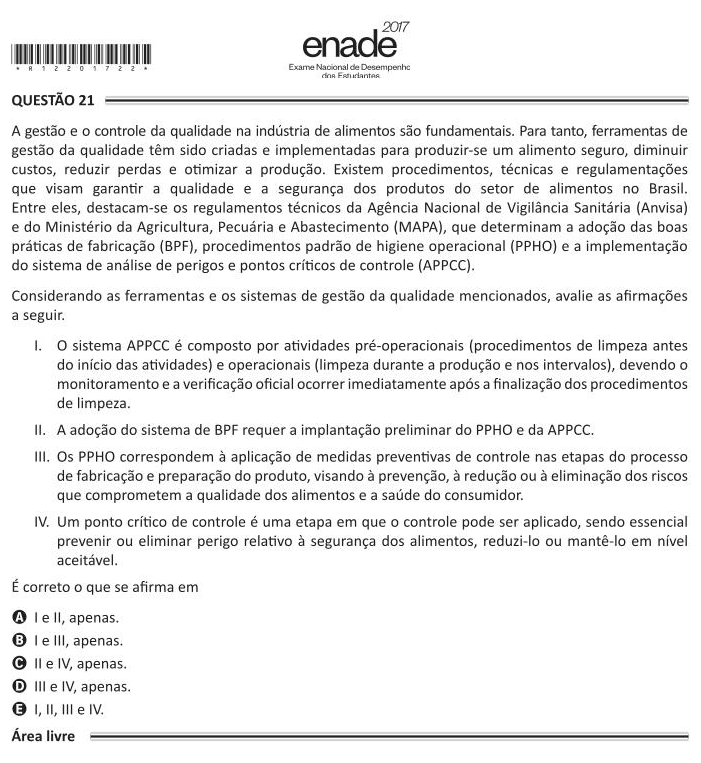 2017
enade
Exame Nacional de Desempenho
dos Estudantes
*R1220172 2*
QUESTÃO 21
A gestão e o controle da qualidade na indústria de alimentos são fundamentais. Para tanto, ferramentas de
gestão da qualidade têm sido criadas e implementadas para produzir-se um alimento seguro, diminuir
custos, reduzir perdas e otimizar a produção. Existem procedimentos, técnicas e regulamentações
que visam garantir a qualidade e a segurança dos produtos do setor de alimentos no Brasil.
Entre eles, destacam-se os regulamentos técnicos da Agência Nacional de Vigilância Sanitária (Anvisa)
e do Ministério da Agricultura, Pecuária e Abastecimento (MAPA), que determinam a adoção das boas
práticas de fabricação (BPF), procedimentos padrão de higiene operacional (PPHO) e a implementação
do sistema de análise de perigos e pontos críticos de controle (APPCC).
Considerando as ferramentas e os sistemas de gestão da qualidade mencionados, avalie as afirmações
a seguir.
I. O sistema APPCC é composto por atividades pré-operacionais (procedimentos de limpeza antes
do início das atividades) e operacionais (limpeza durante a produção e nos intervalos), devendo o
monitoramento e a verificação oficial ocorrer imediatamente após a finalização dos procedimentos
de limpeza.
II. A adoção do sistema de BPF requer a implantação preliminar do PPHO e da APPCC.
III. Os PPHO correspondem à aplicação de medidas preventivas de controle nas etapas do processo
de fabricação e preparação do produto, visando à prevenção, à redução ou à eliminação dos riscos
que comprometem a qualidade dos alimentos e a saúde do consumidor.
IV. Um ponto crítico de controle é uma etapa em que o controle pode ser aplicado, sendo essencial
prevenir ou eliminar perigo relativo à segurança dos alimentos, reduzi-lo ou mantê-lo em nível
aceitável.
É correto o que se afirma em
A I e II, apenas.
B I e III, apenas.
C II e IV, apenas.
D III e IV, apenas.
E I, II, III e IV.
Área livre